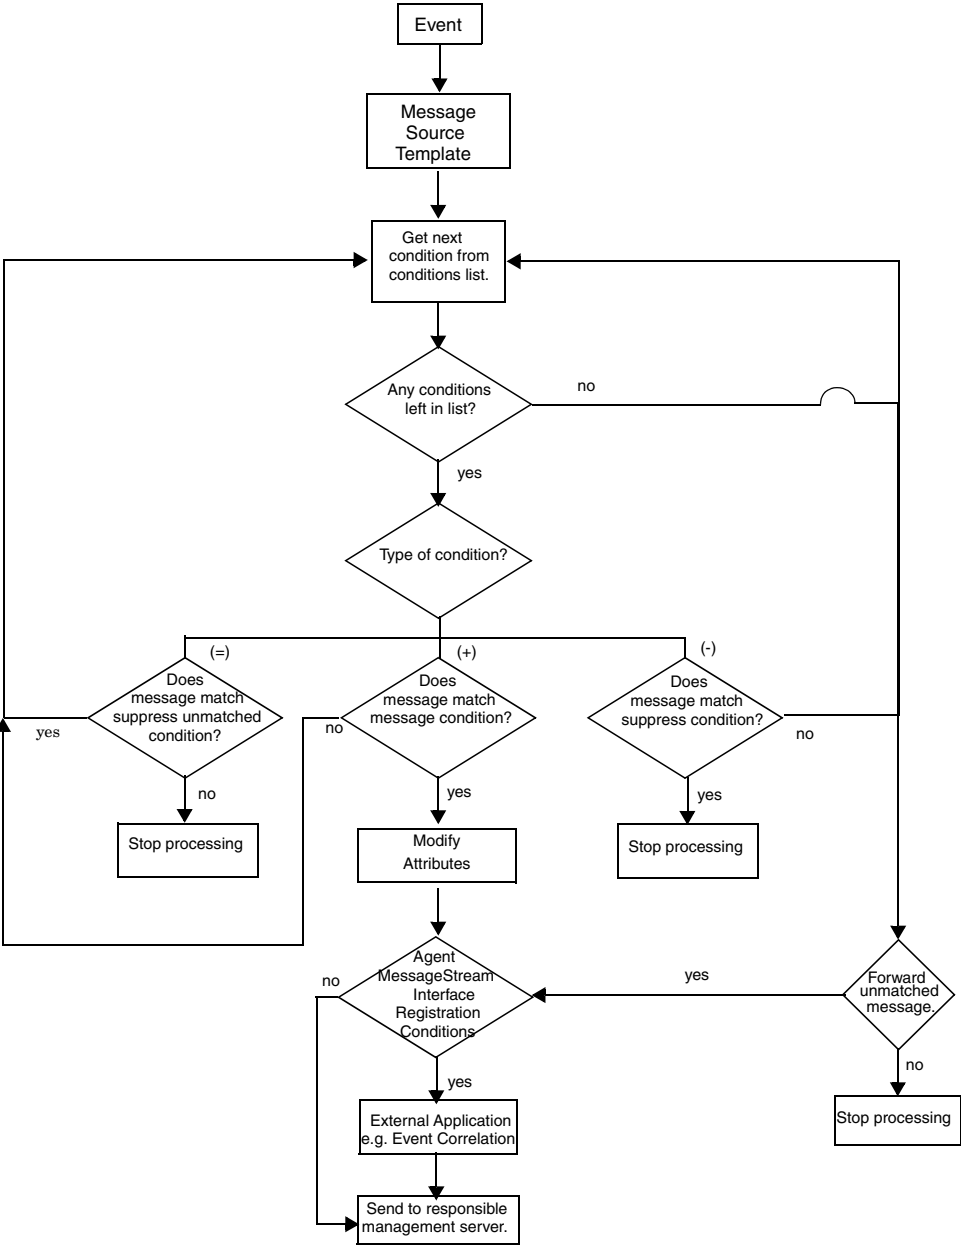 Event
Message
Source
Template
Get next
condition from
conditions list.
Any conditions
left in list?
no
yes
Type of condition?
(=)
(+)
(-)
Does
message match
suppress unmatched
condition?
yes
no
Stop processing
Does
message match
message condition?
no
yes
Does
message match
suppress condition?
no
yes
Stop processing
Modify
Attributes
Agent
MessageStream
Interface
Registration
Conditions
no
yes
yes
Forward
unmatched
message.
no
Stop processing
External Application
e.g. Event Correlation
Send to responsible
management server.